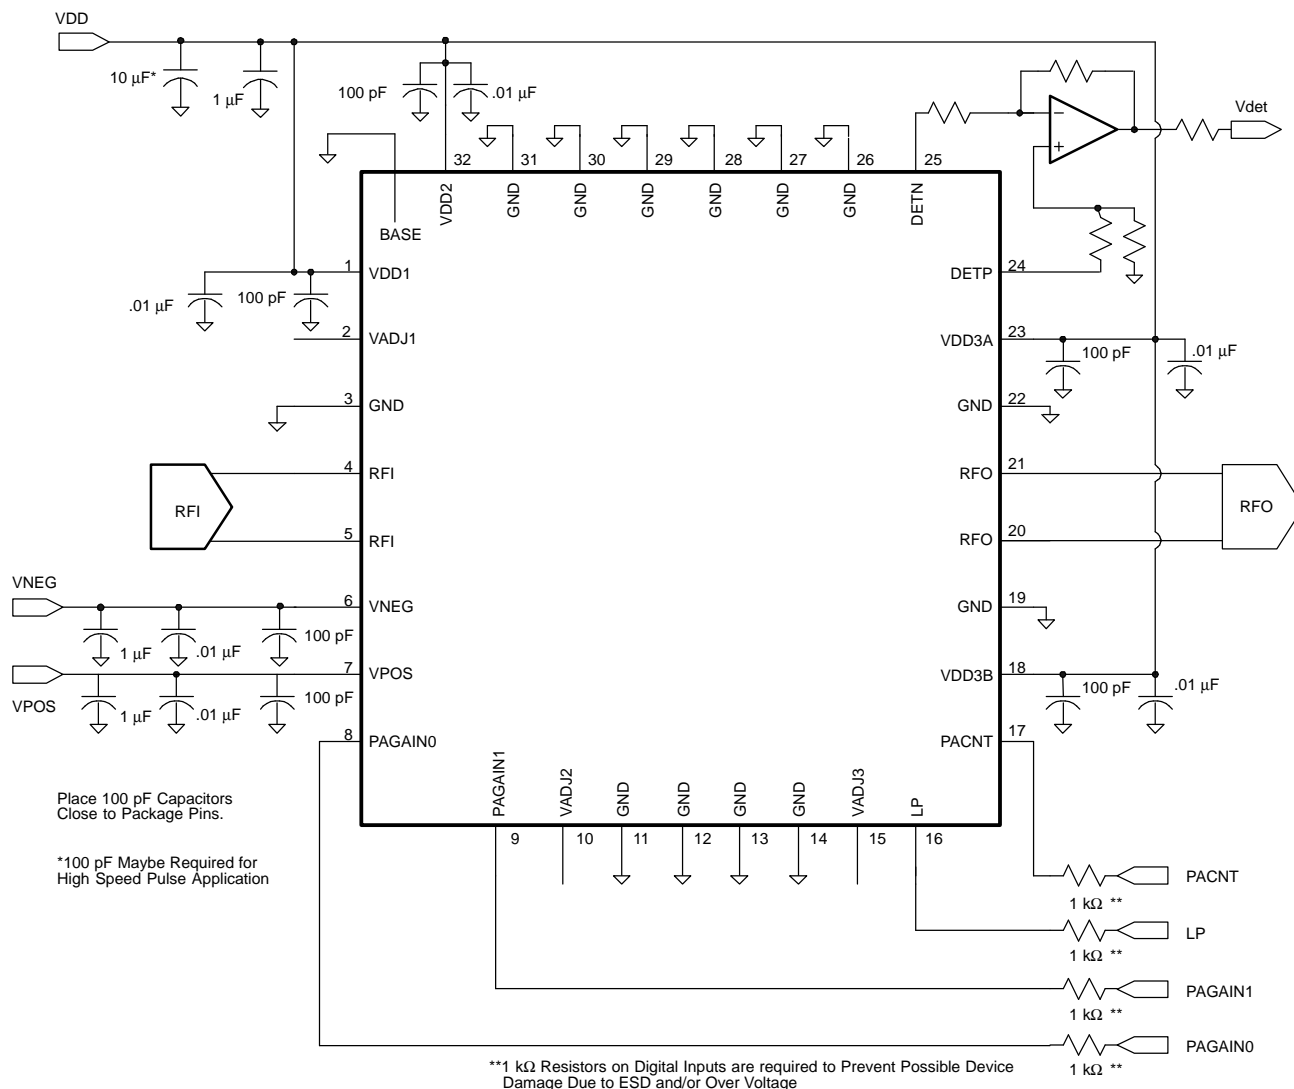 VDD
10 μF*
1 μF
100 pF
.01 μF
Vdet
32
31
30
29
28
27
26
25
BASE
VDD2
GND
GND
GND
GND
GND
GND
DETN
1
VDD1
.01 μF
100 pF
2
VADJ1
3
GND
4
RFI
RFI
5
RFI
VNEG
6
VNEG
1 μF
.01 μF
100 pF
7
VPOS
VPOS
1 μF
.01 μF
100 pF
8
PAGAIN0
DETP
24
VDD3A
23
100 pF
.01 μF
GND
22
RFO
21
RFO
RFO
20
GND
19
VDD3B
18
100 pF
.01 μF
PACNT
17
PAGAIN1
VADJ2
GND
GND
GND
GND
VADJ3
LP
9
10
11
12
13
14
15
16
Place 100 pF Capacitors
Close to Package Pins.
*100 pF Maybe Required for
High Speed Pulse Application
PACNT
1 kΩ **
LP
1 kΩ **
PAGAIN1
1 kΩ **
PAGAIN0
1 kΩ **
**1 kΩ Resistors on Digital Inputs are required to Prevent Possible Device
Damage Due to ESD and/or Over Voltage